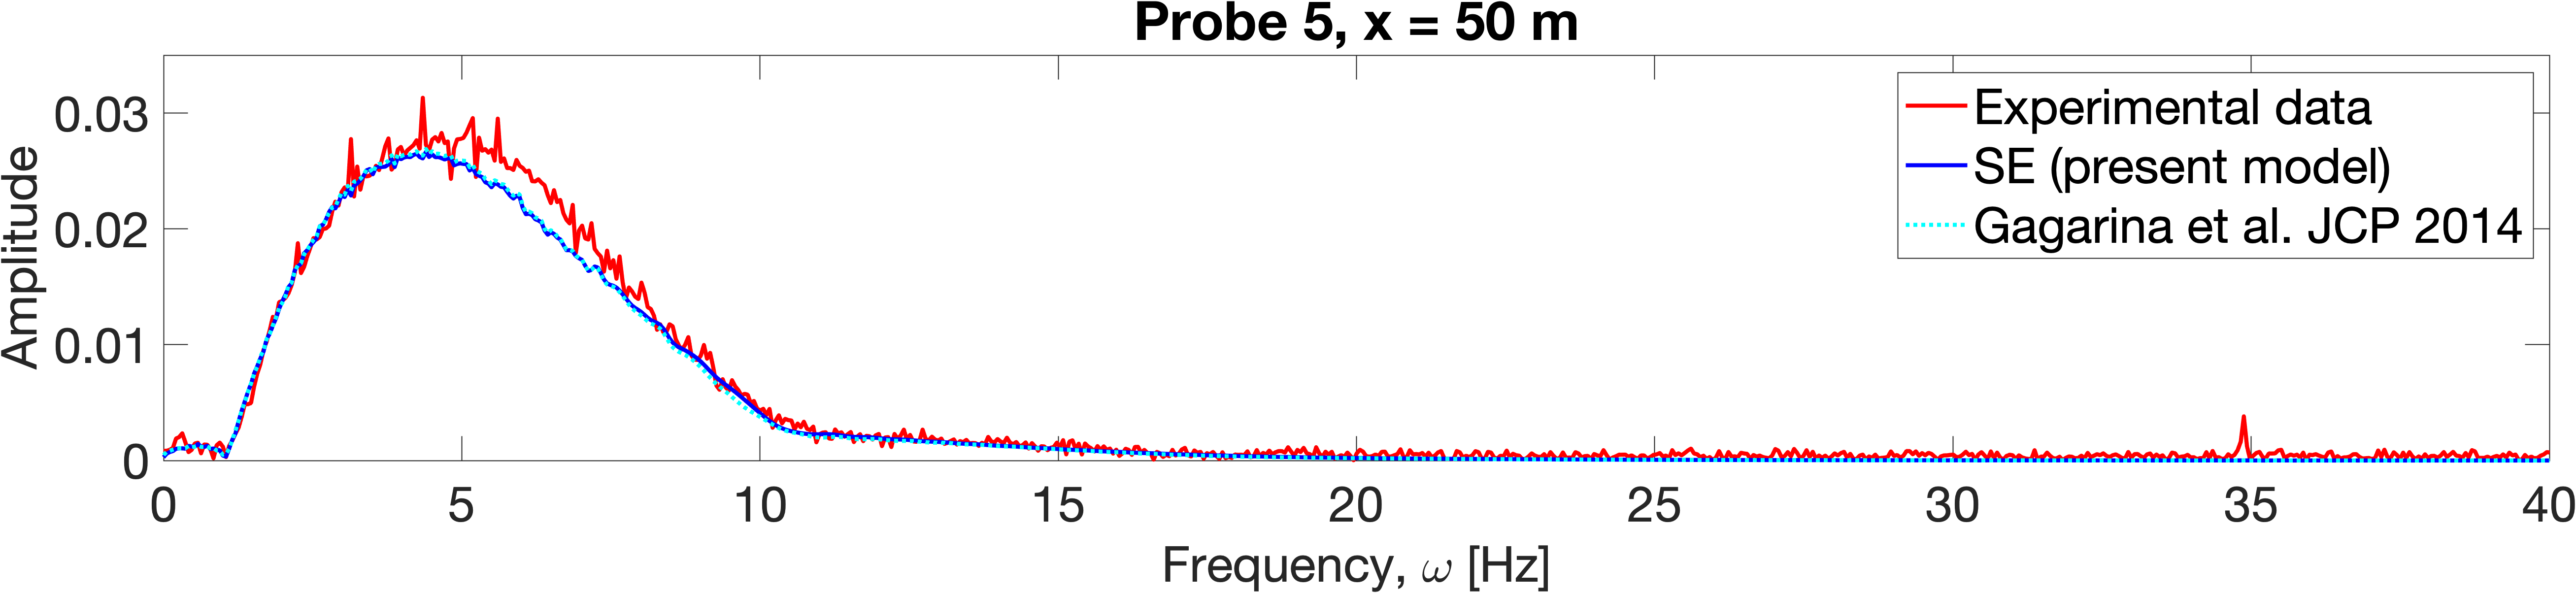 Probe 5, x = 50 m
Experimental data
SE (present model)
Gagarina et al. JCP 2014
Amplitude
0.03
0.02
0.01
0
0 5 10 15 20 25 30 35 40
Frequency, ω [Hz]